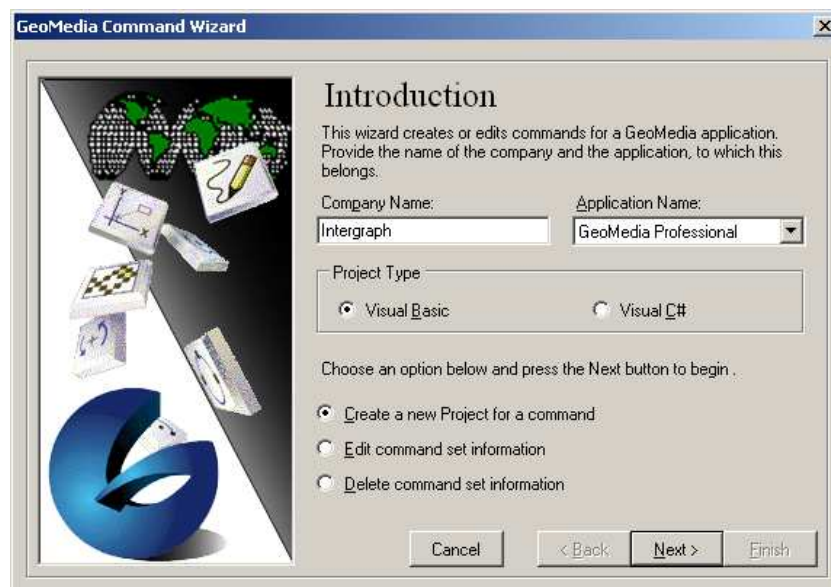 GeoMedia Command Wizard
Introduction
This wizard creates or edits commands for a GeoMedia application.
Provide the name of the company and the application, to which this
belongs.
Company Name:
Application Name:
Intergraph
GeoMedia Professional
Project Type
Visual Basic
Visual C#
Choose an option below and press the Next button to begin .
Create a new Project for a command
Edit command set information
Delete command set information
Cancel
< Back
Next >
Finish